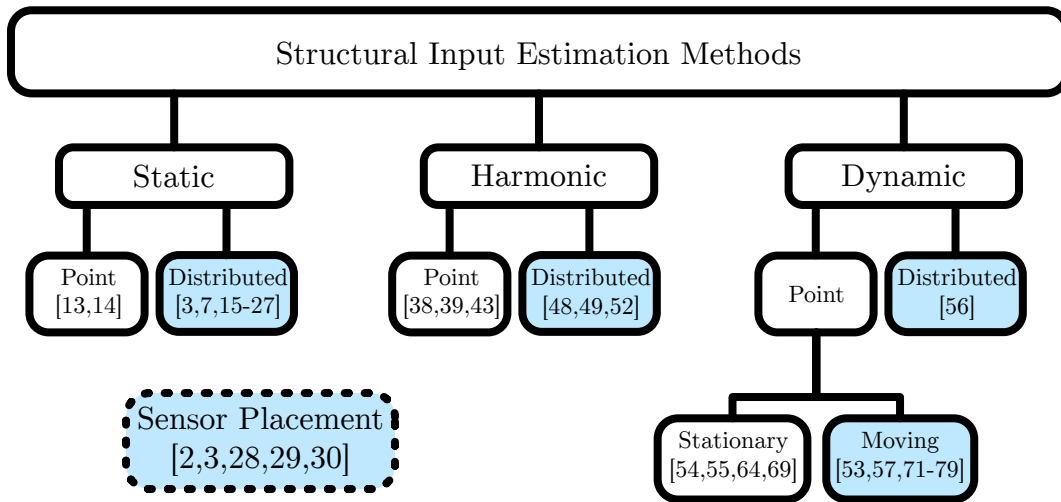 Structural Input Estimation Methods
Static
Harmonic
Dynamic
Point
[13,14]
Distributed
[3,7,15-27]
Point
[38,39,43]
Distributed
[48,49,52]
Point
Distributed
[56]
Sensor Placement
[2,3,28,29,30]
Stationary
[54,55,64,69]
Moving
[53,57,71-79]